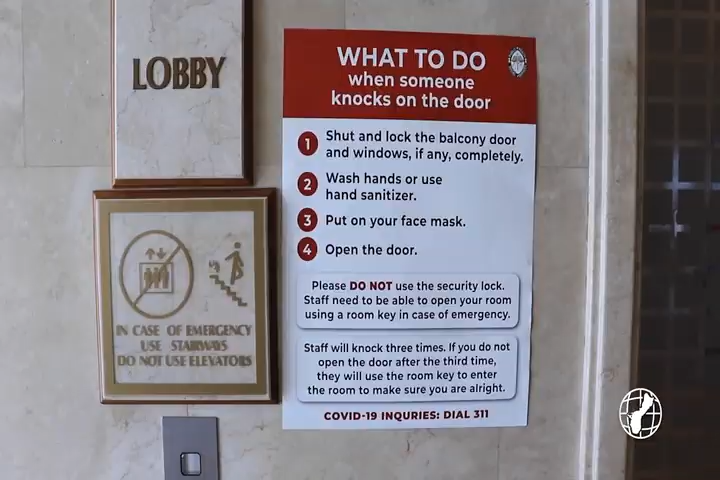 LOBBY
IN CASE OF EMERGENCY
USE STAIRWAYS
DO NOT USE ELEVATORS
WHAT TO DO
when someone
knocks on the door
1 Shut and lock the balcony door
and windows, if any, completely.
2 Wash hands or use
hand sanitizer.
3 Put on your face mask.
4 Open the door.
Please DO NOT use the security lock.
Staff need to be able to open your room
using a room key in case of emergency.
Staff will knock three times. If you do not
open the door after the third time,
they will use the room key to enter
the room to make sure you are alright.
COVID-19 INQURIES: DIAL 311